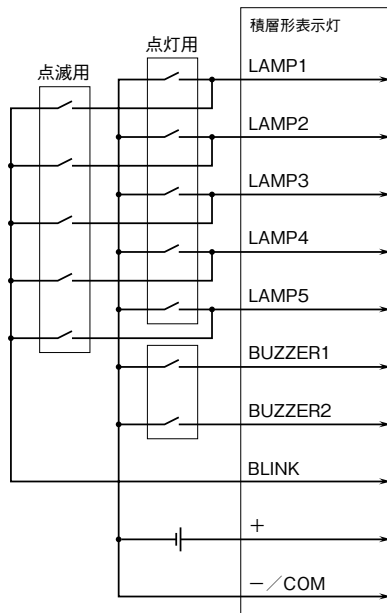 積層形表示灯
点灯用
点滅用
LAMP1
LAMP2
LAMP3
LAMP4
LAMP5
BUZZER1
BUZZER2
BLINK
＋
－／COM